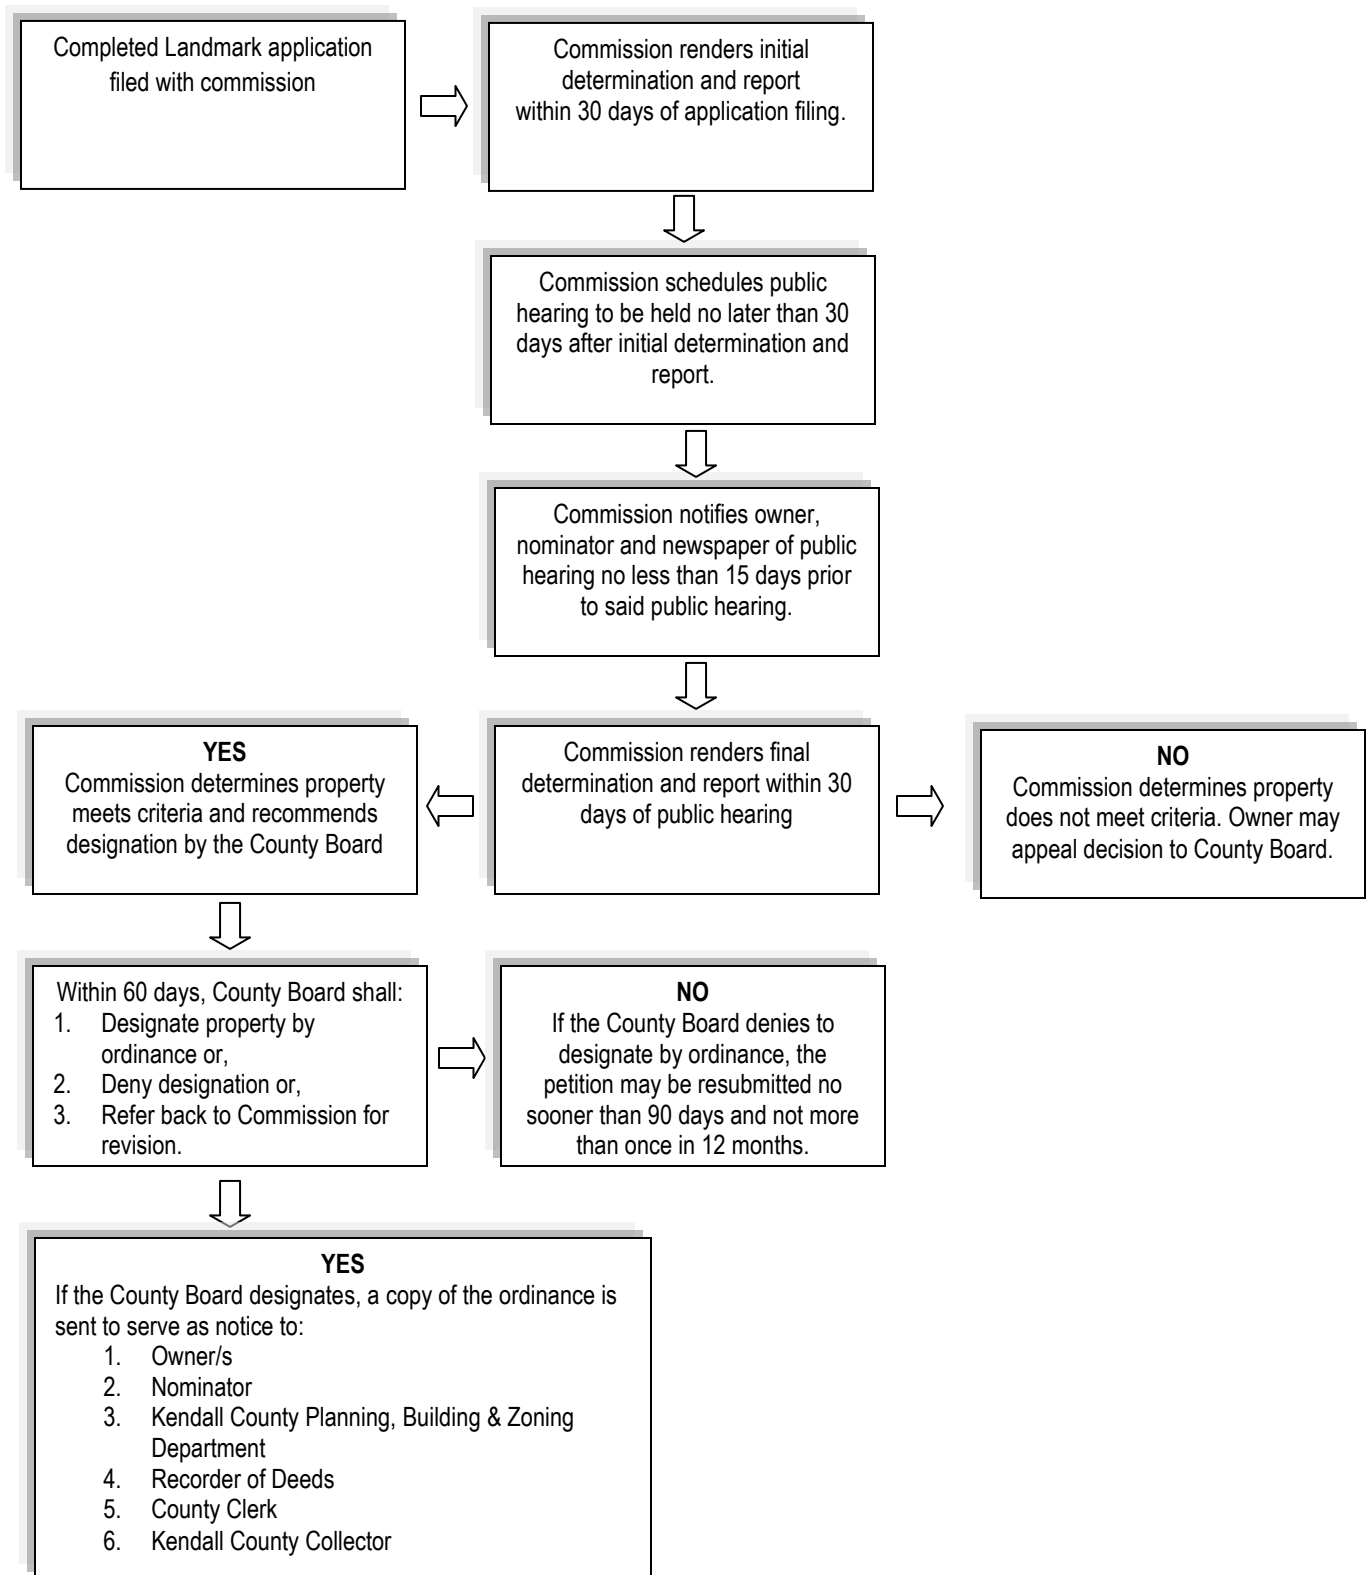 Completed Landmark application
filed with commission
Commission renders initial
determination and report
within 30 days of application filing.
Commission schedules public
hearing to be held no later than 30
days after initial determination and
report.
Commission notifies owner,
nominator and newspaper of public
hearing no less than 15 days prior
to said public hearing.
YES
Commission determines property
meets criteria and recommends
designation by the County Board
Commission renders final
determination and report within 30
days of public hearing
NO
Commission determines property
does not meet criteria. Owner may
appeal decision to County Board.
Within 60 days, County Board shall:
1. Designate property by
ordinance or,
2. Deny designation or,
3. Refer back to Commission for
revision.
NO
If the County Board denies to
designate by ordinance, the
petition may be resubmitted no
sooner than 90 days and not more
than once in 12 months.
YES
If the County Board designates, a copy of the ordinance is
sent to serve as notice to:
1. Owner/s
2. Nominator
3. Kendall County Planning, Building & Zoning
Department
4. Recorder of Deeds
5. County Clerk
6. Kendall County Collector